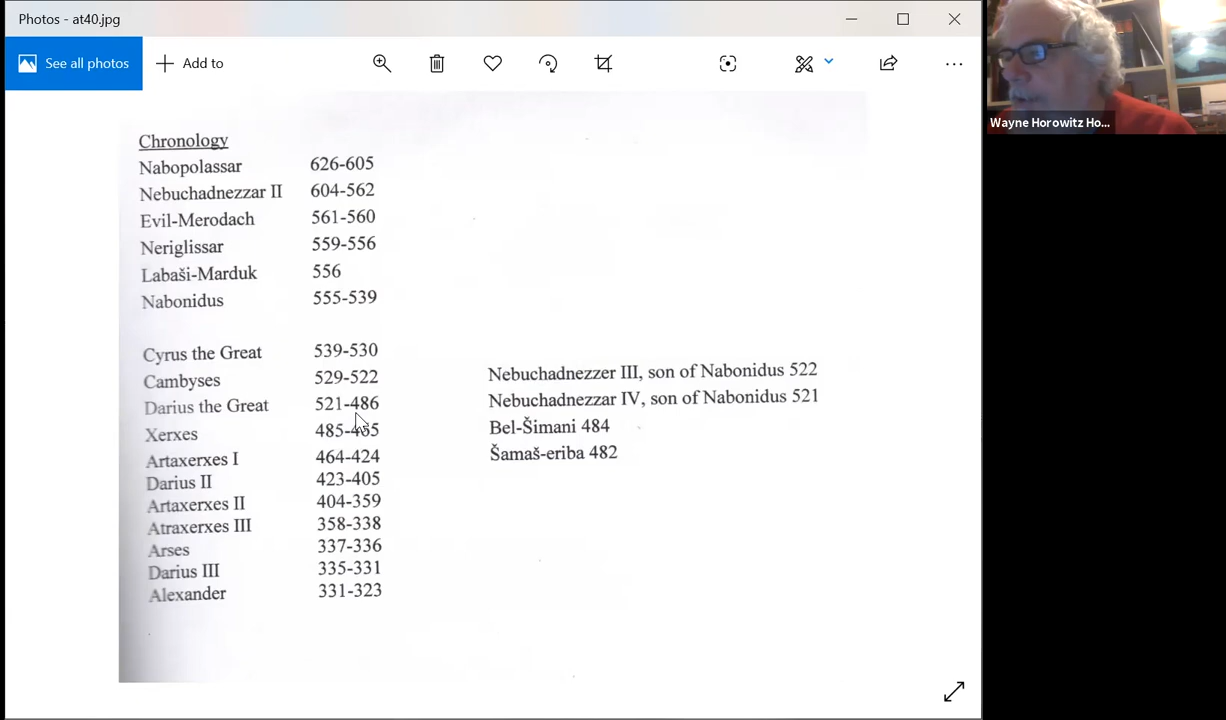 Photos - at40.jpg
See all photos
Add to
Wayne Horowitz Ho...
Chronology
Nabopolassar 626-605
Nebuchadnezzar II 604-562
Evil-Merodach 561-560
Neriglissar 559-556
Labaši-Marduk 556
Nabonidus 555-539
Cyrus the Great 539-530
Cambyses 529-522
Darius the Great 521-486
Xerxes 485-465
Artaxerxes I 464-424
Darius II 423-405
Artaxerxes II 404-359
Atraxerxes III 358-338
Arses 337-336
Darius III 335-331
Alexander 331-323
Nebuchadnezzer III, son of Nabonidus 522
Nebuchadnezzar IV, son of Nabonidus 521
Bel-Šimani 484
Šamaš-eriba 482